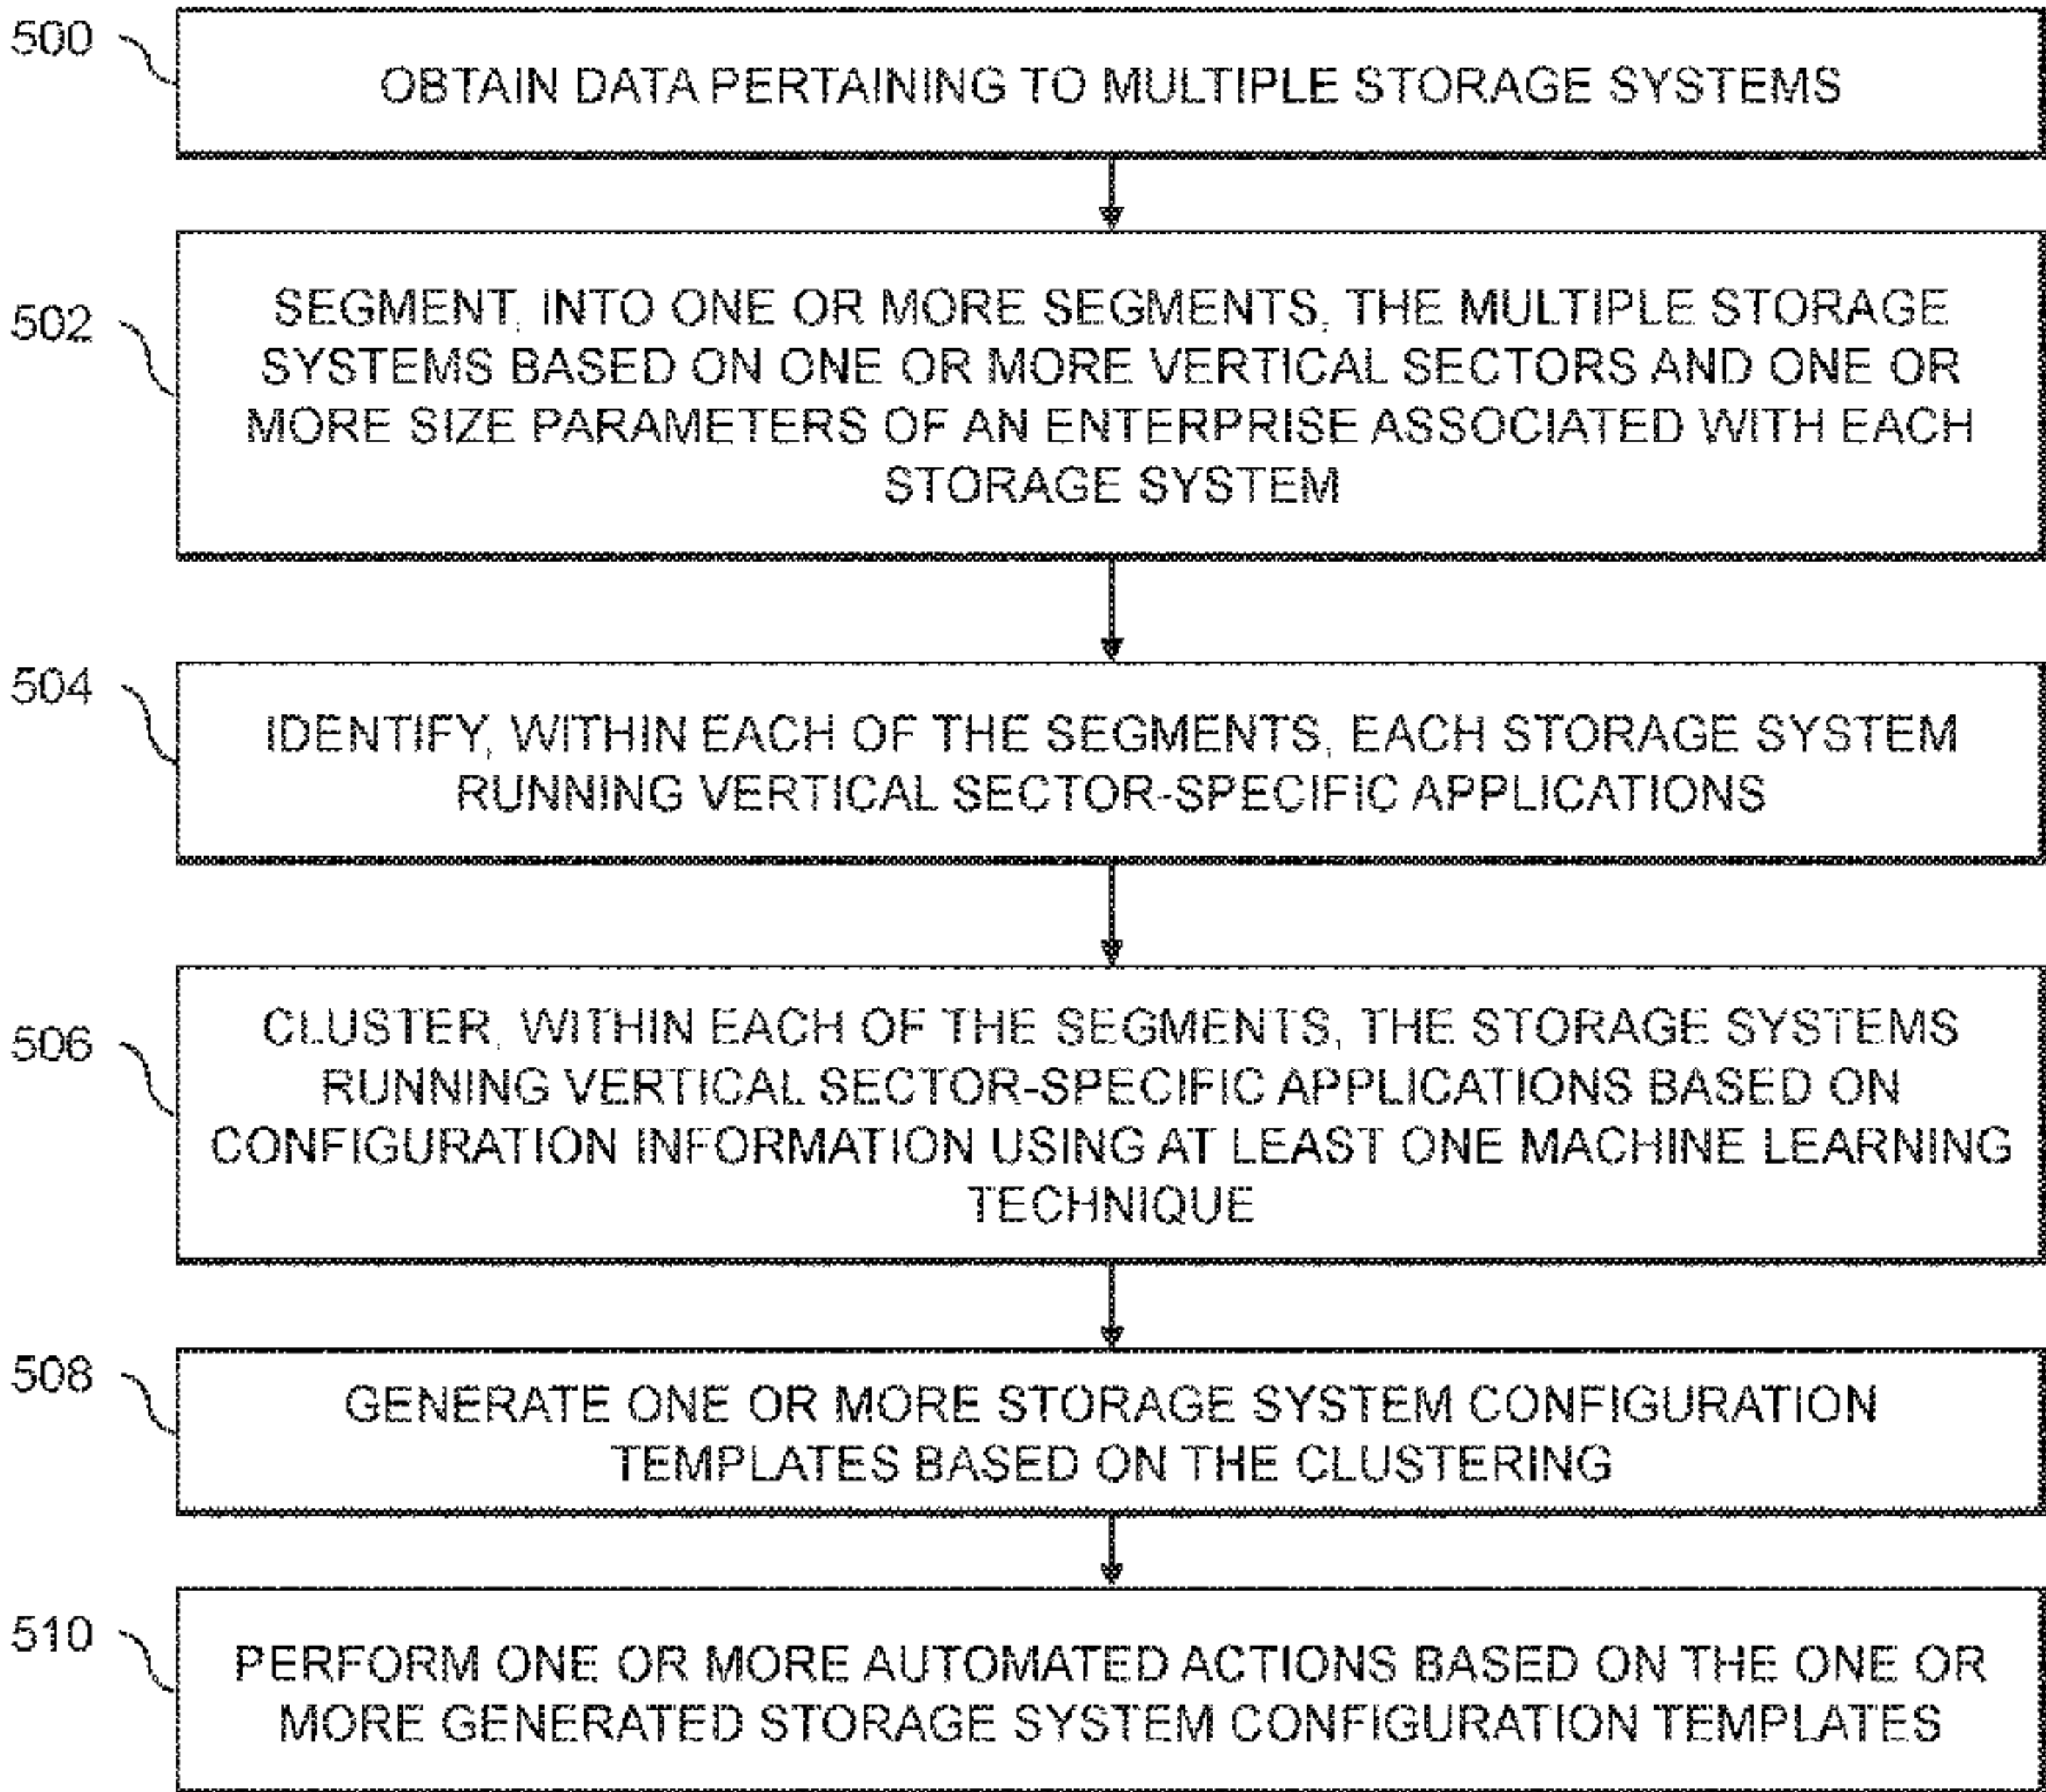 500
OBTAIN DATA PERTAINING TO MULTIPLE STORAGE SYSTEMS
502
SEGMENT, INTO ONE OR MORE SEGMENTS, THE MULTIPLE STORAGE
SYSTEMS BASED ON ONE OR MORE VERTICAL SECTORS AND ONE OR
MORE SIZE PARAMETERS OF AN ENTERPRISE ASSOCIATED WITH EACH
STORAGE SYSTEM
504
IDENTIFY, WITHIN EACH OF THE SEGMENTS, EACH STORAGE SYSTEM
RUNNING VERTICAL SECTOR-SPECIFIC APPLICATIONS
506
CLUSTER, WITHIN EACH OF THE SEGMENTS, THE STORAGE SYSTEMS
RUNNING VERTICAL SECTOR-SPECIFIC APPLICATIONS BASED ON
CONFIGURATION INFORMATION USING AT LEAST ONE MACHINE LEARNING
TECHNIQUE
508
GENERATE ONE OR MORE STORAGE SYSTEM CONFIGURATION
TEMPLATES BASED ON THE CLUSTERING
510
PERFORM ONE OR MORE AUTOMATED ACTIONS BASED ON THE ONE OR
MORE GENERATED STORAGE SYSTEM CONFIGURATION TEMPLATES